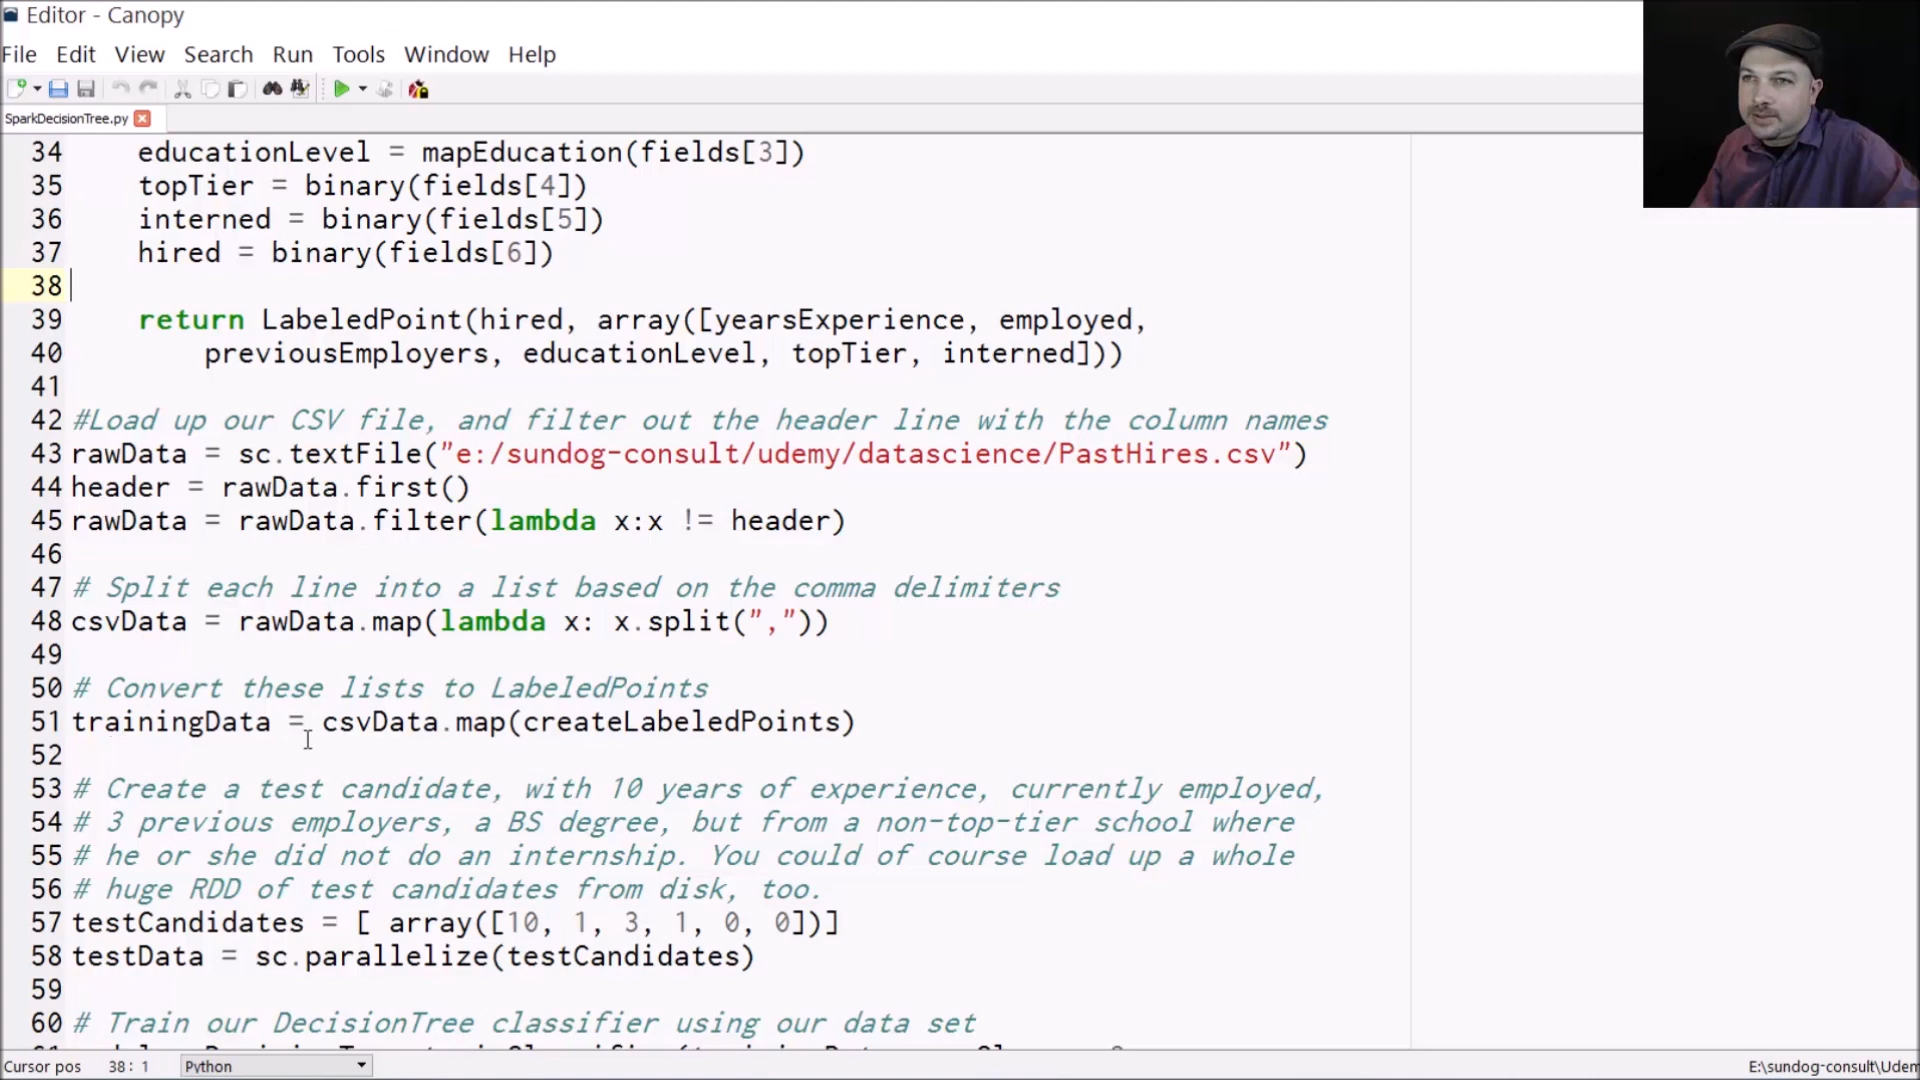 Editor - Canopy
File Edit View Search Run Tools Window Help
SparkDecisionTree.py
34     educationLevel = mapEducation(fields[3])
35     topTier = binary(fields[4])
36     interned = binary(fields[5])
37     hired = binary(fields[6])
38
39     return LabeledPoint(hired, array([yearsExperience, employed,
40         previousEmployers, educationLevel, topTier, interned]))
41
42 #Load up our CSV file, and filter out the header line with the column names
43 rawData = sc.textFile("e:/sundog-consult/udemy/datascience/PastHires.csv")
44 header = rawData.first()
45 rawData = rawData.filter(lambda x:x != header)
46
47 # Split each line into a list based on the comma delimiters
48 csvData = rawData.map(lambda x: x.split(","))
49
50 # Convert these lists to LabeledPoints
51 trainingData = csvData.map(createLabeledPoints)
52
53 # Create a test candidate, with 10 years of experience, currently employed,
54 # 3 previous employers, a BS degree, but from a non-top-tier school where
55 # he or she did not do an internship. You could of course load up a whole
56 # huge RDD of test candidates from disk, too.
57 testCandidates = [ array([10, 1, 3, 1, 0, 0])]
58 testData = sc.parallelize(testCandidates)
59
60 # Train our DecisionTree classifier using our data set
Cursor pos 38: 1 Python E:\sundog-consult\Udem